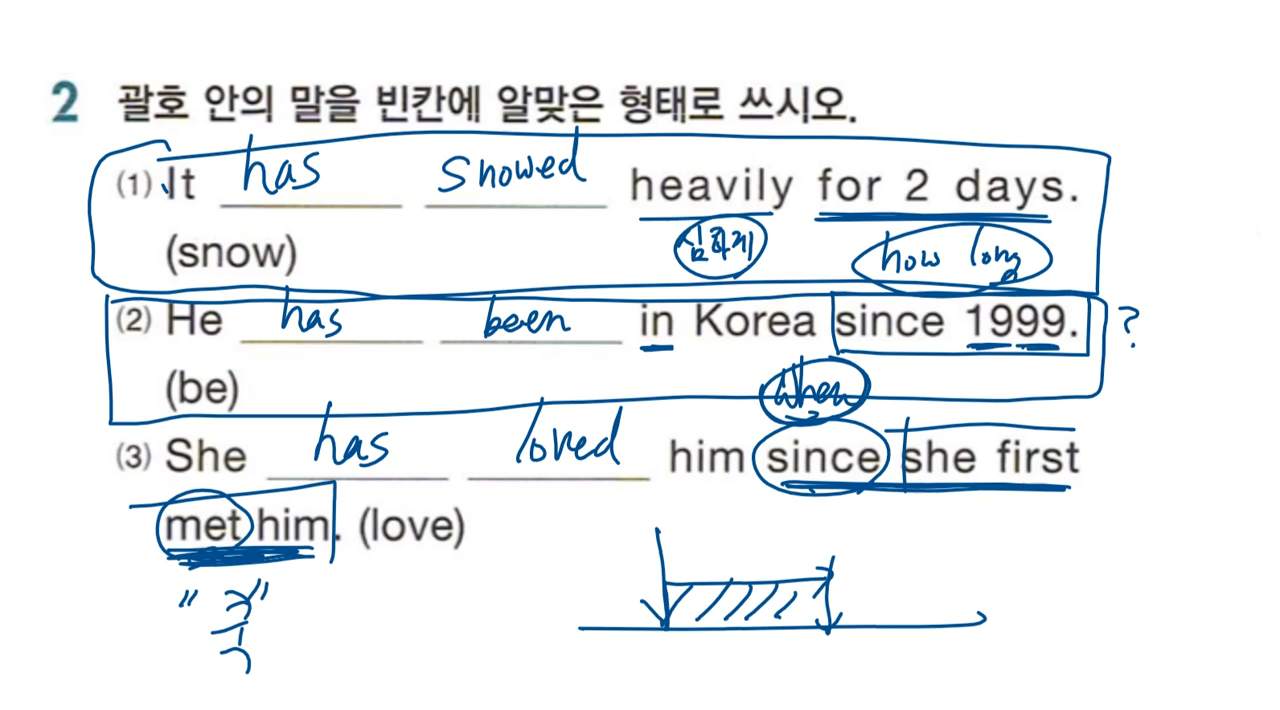 2 괄호 안의 말을 빈칸에 알맞은 형태로 쓰시오.
(1) It has snowed heavily for 2 days.
심하게 how long
(snow)
(2) He has been in Korea since 1999. ?
(be) when
(3) She has loved him since she first
met him. (love)